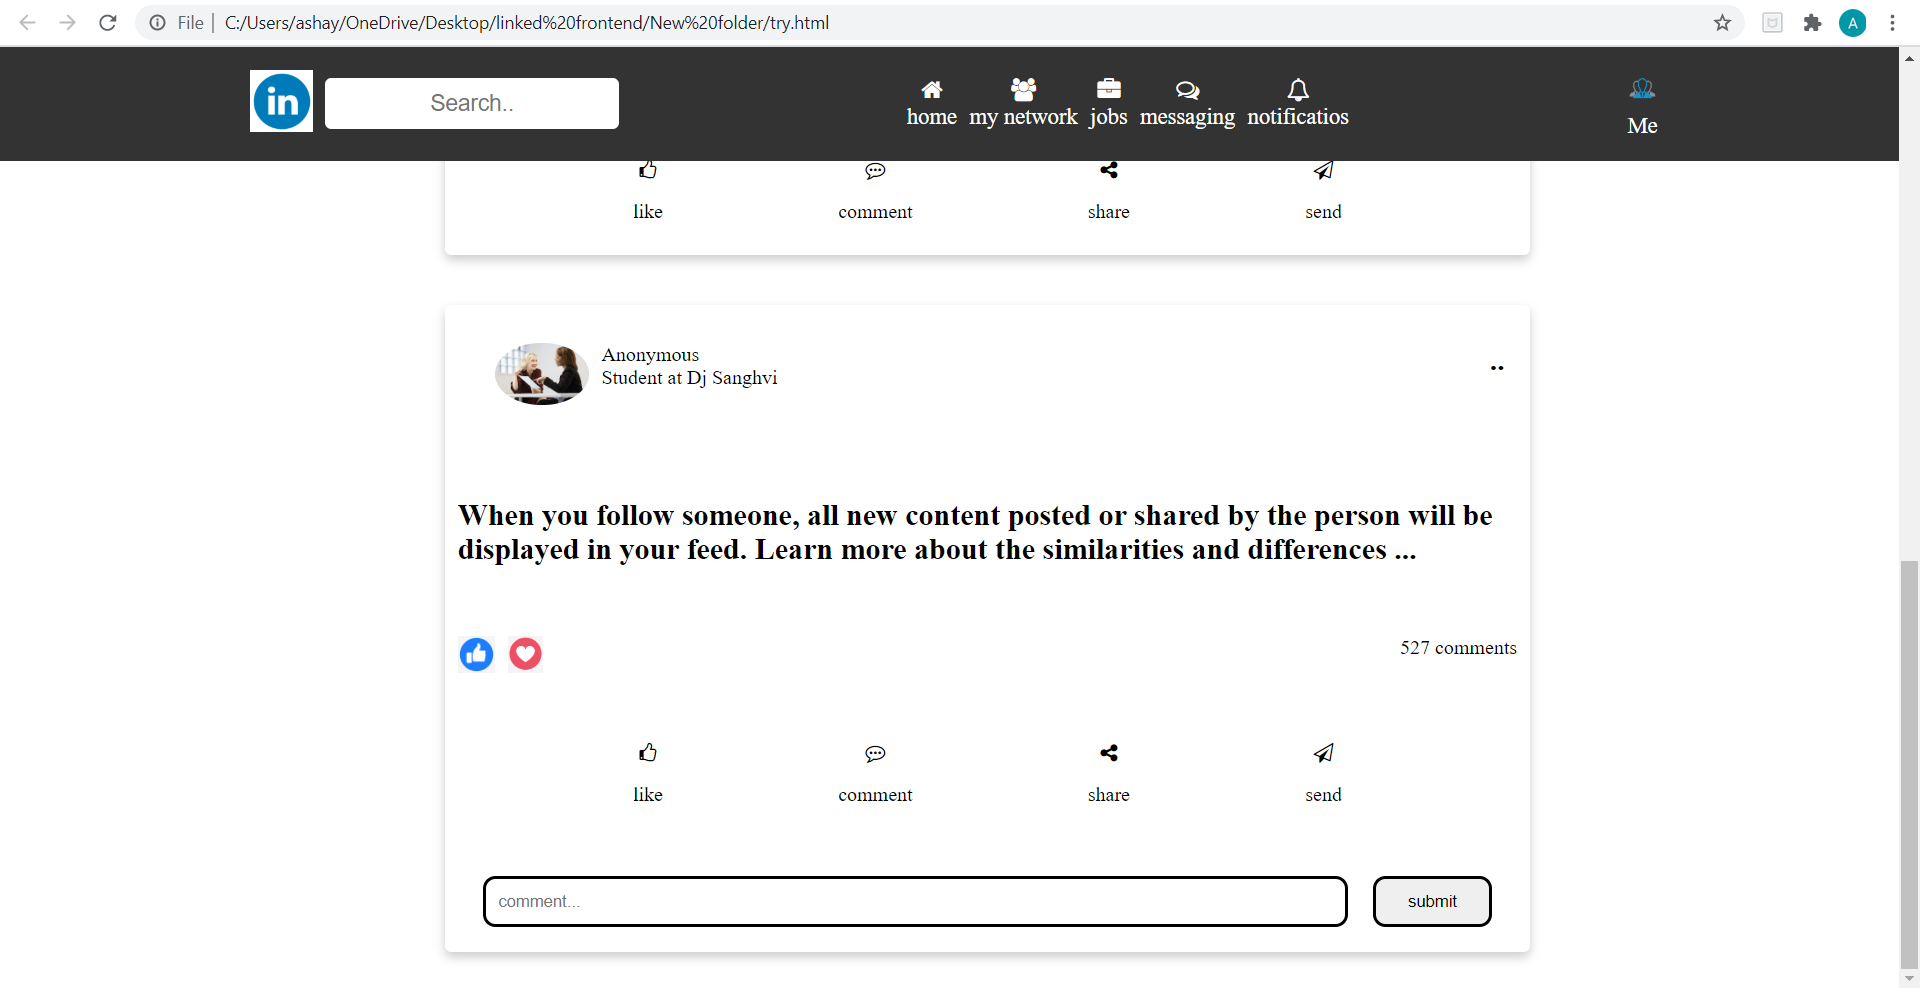 File | C:/Users/ashay/OneDrive/Desktop/linked%20frontend/New%20folder/try.html
A
in
Search..
home my network jobs messaging notificatios
Me
like comment share send
Anonymous
Student at Dj Sanghvi
..
When you follow someone, all new content posted or shared by the person will be
displayed in your feed. Learn more about the similarities and differences ...
527 comments
like comment share send
comment...
submit